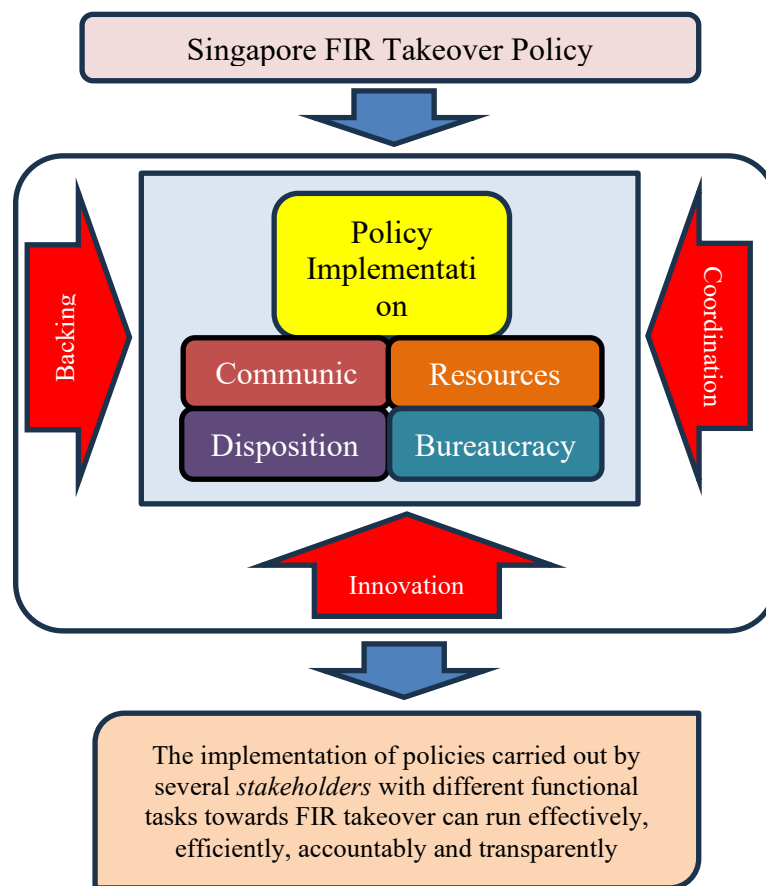 Singapore FIR Takeover Policy
Policy
Implementati
on
Backing
Coordination
Communic
Resources
Disposition
Bureaucracy
Innovation
The implementation of policies carried out by
several stakeholders with different functional
tasks towards FIR takeover can run effectively,
efficiently, accountably and transparently